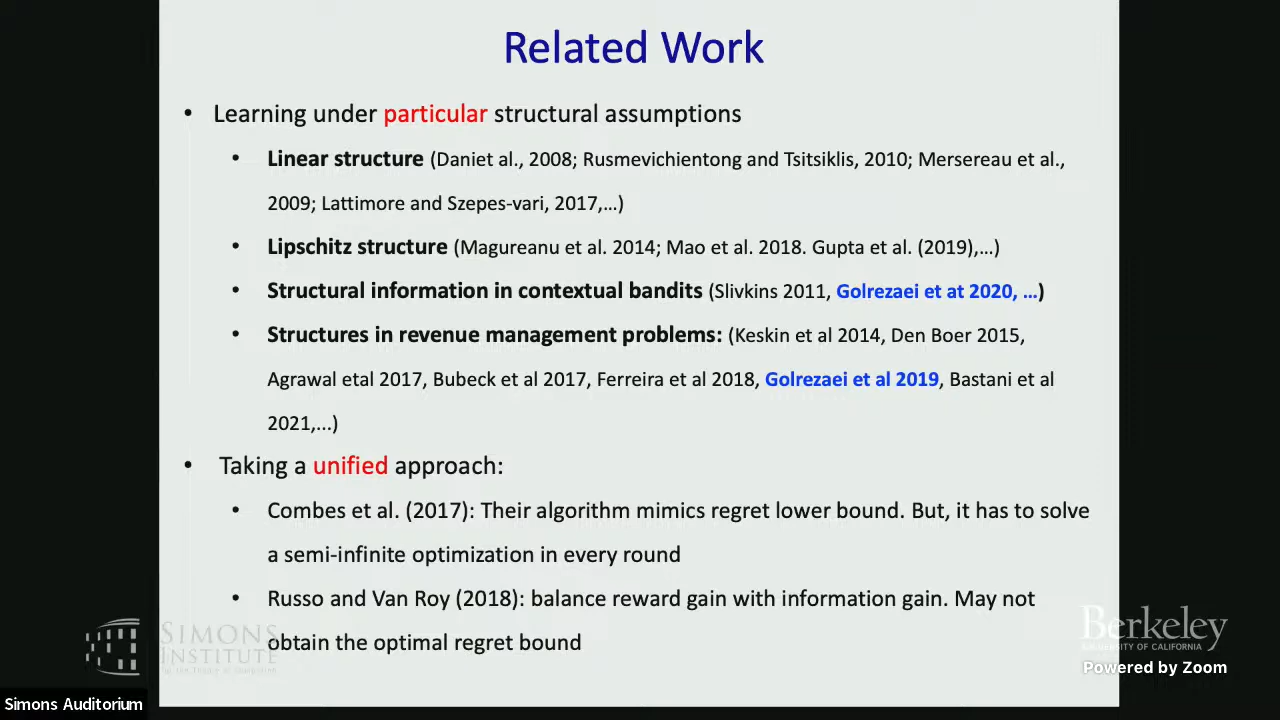 Related Work
• Learning under particular structural assumptions
• Linear structure (Daniet al., 2008; Rusmevichientong and Tsitsiklis, 2010; Mersereau et al.,
2009; Lattimore and Szepes-vari, 2017,...)
• Lipschitz structure (Magureanu et al. 2014; Mao et al. 2018. Gupta et al. (2019),...)
• Structural information in contextual bandits (Slivkins 2011, Golrezaei et at 2020, ...)
• Structures in revenue management problems: (Keskin et al 2014, Den Boer 2015,
Agrawal etal 2017, Bubeck et al 2017, Ferreira et al 2018, Golrezaei et al 2019, Bastani et al
2021,...)
• Taking a unified approach:
• Combes et al. (2017): Their algorithm mimics regret lower bound. But, it has to solve
a semi-infinite optimization in every round
• Russo and Van Roy (2018): balance reward gain with information gain. May not
obtain the optimal regret bound
SIMONS
INSTITUTE
Berkeley
UNIVERSITY OF CALIFORNIA
Powered by Zoom
Simons Auditorium